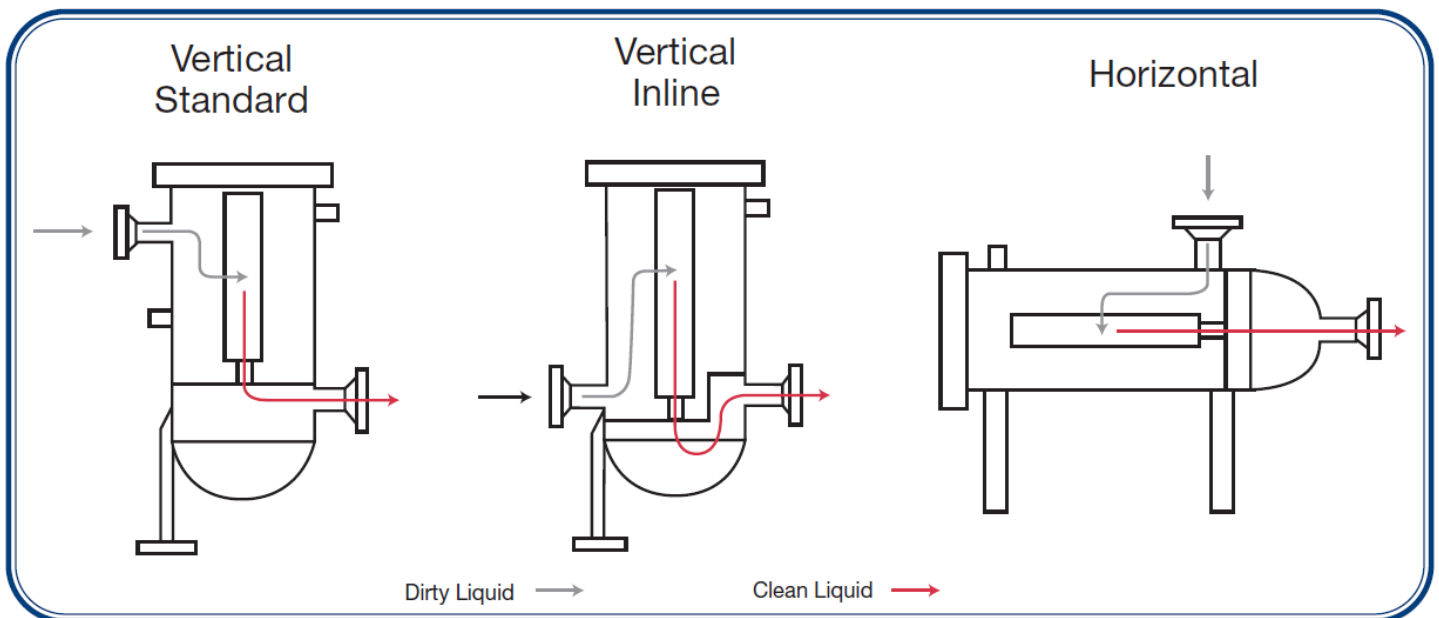 Vertical
Standard
Vertical
Inline
Horizontal
Dirty Liquid
Clean Liquid